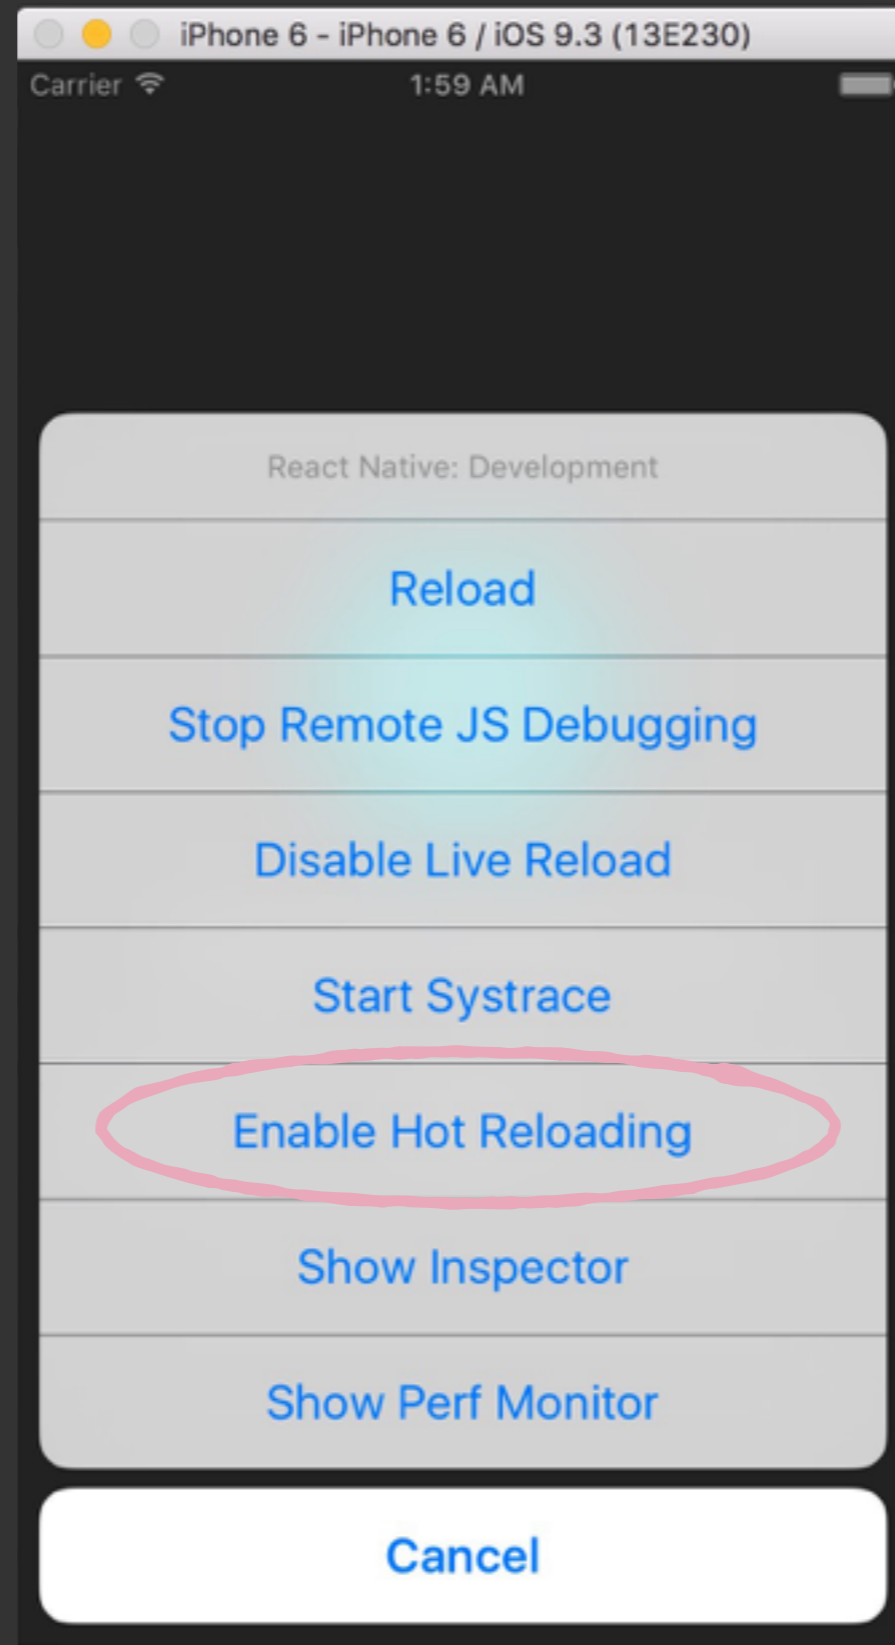 iPhone 6 - iPhone 6 / iOS 9.3 (13E230)
Carrier 1:59 AM
React Native: Development
Reload
Stop Remote JS Debugging
Disable Live Reload
Start Systrace
Enable Hot Reloading
Show Inspector
Show Perf Monitor
Cancel